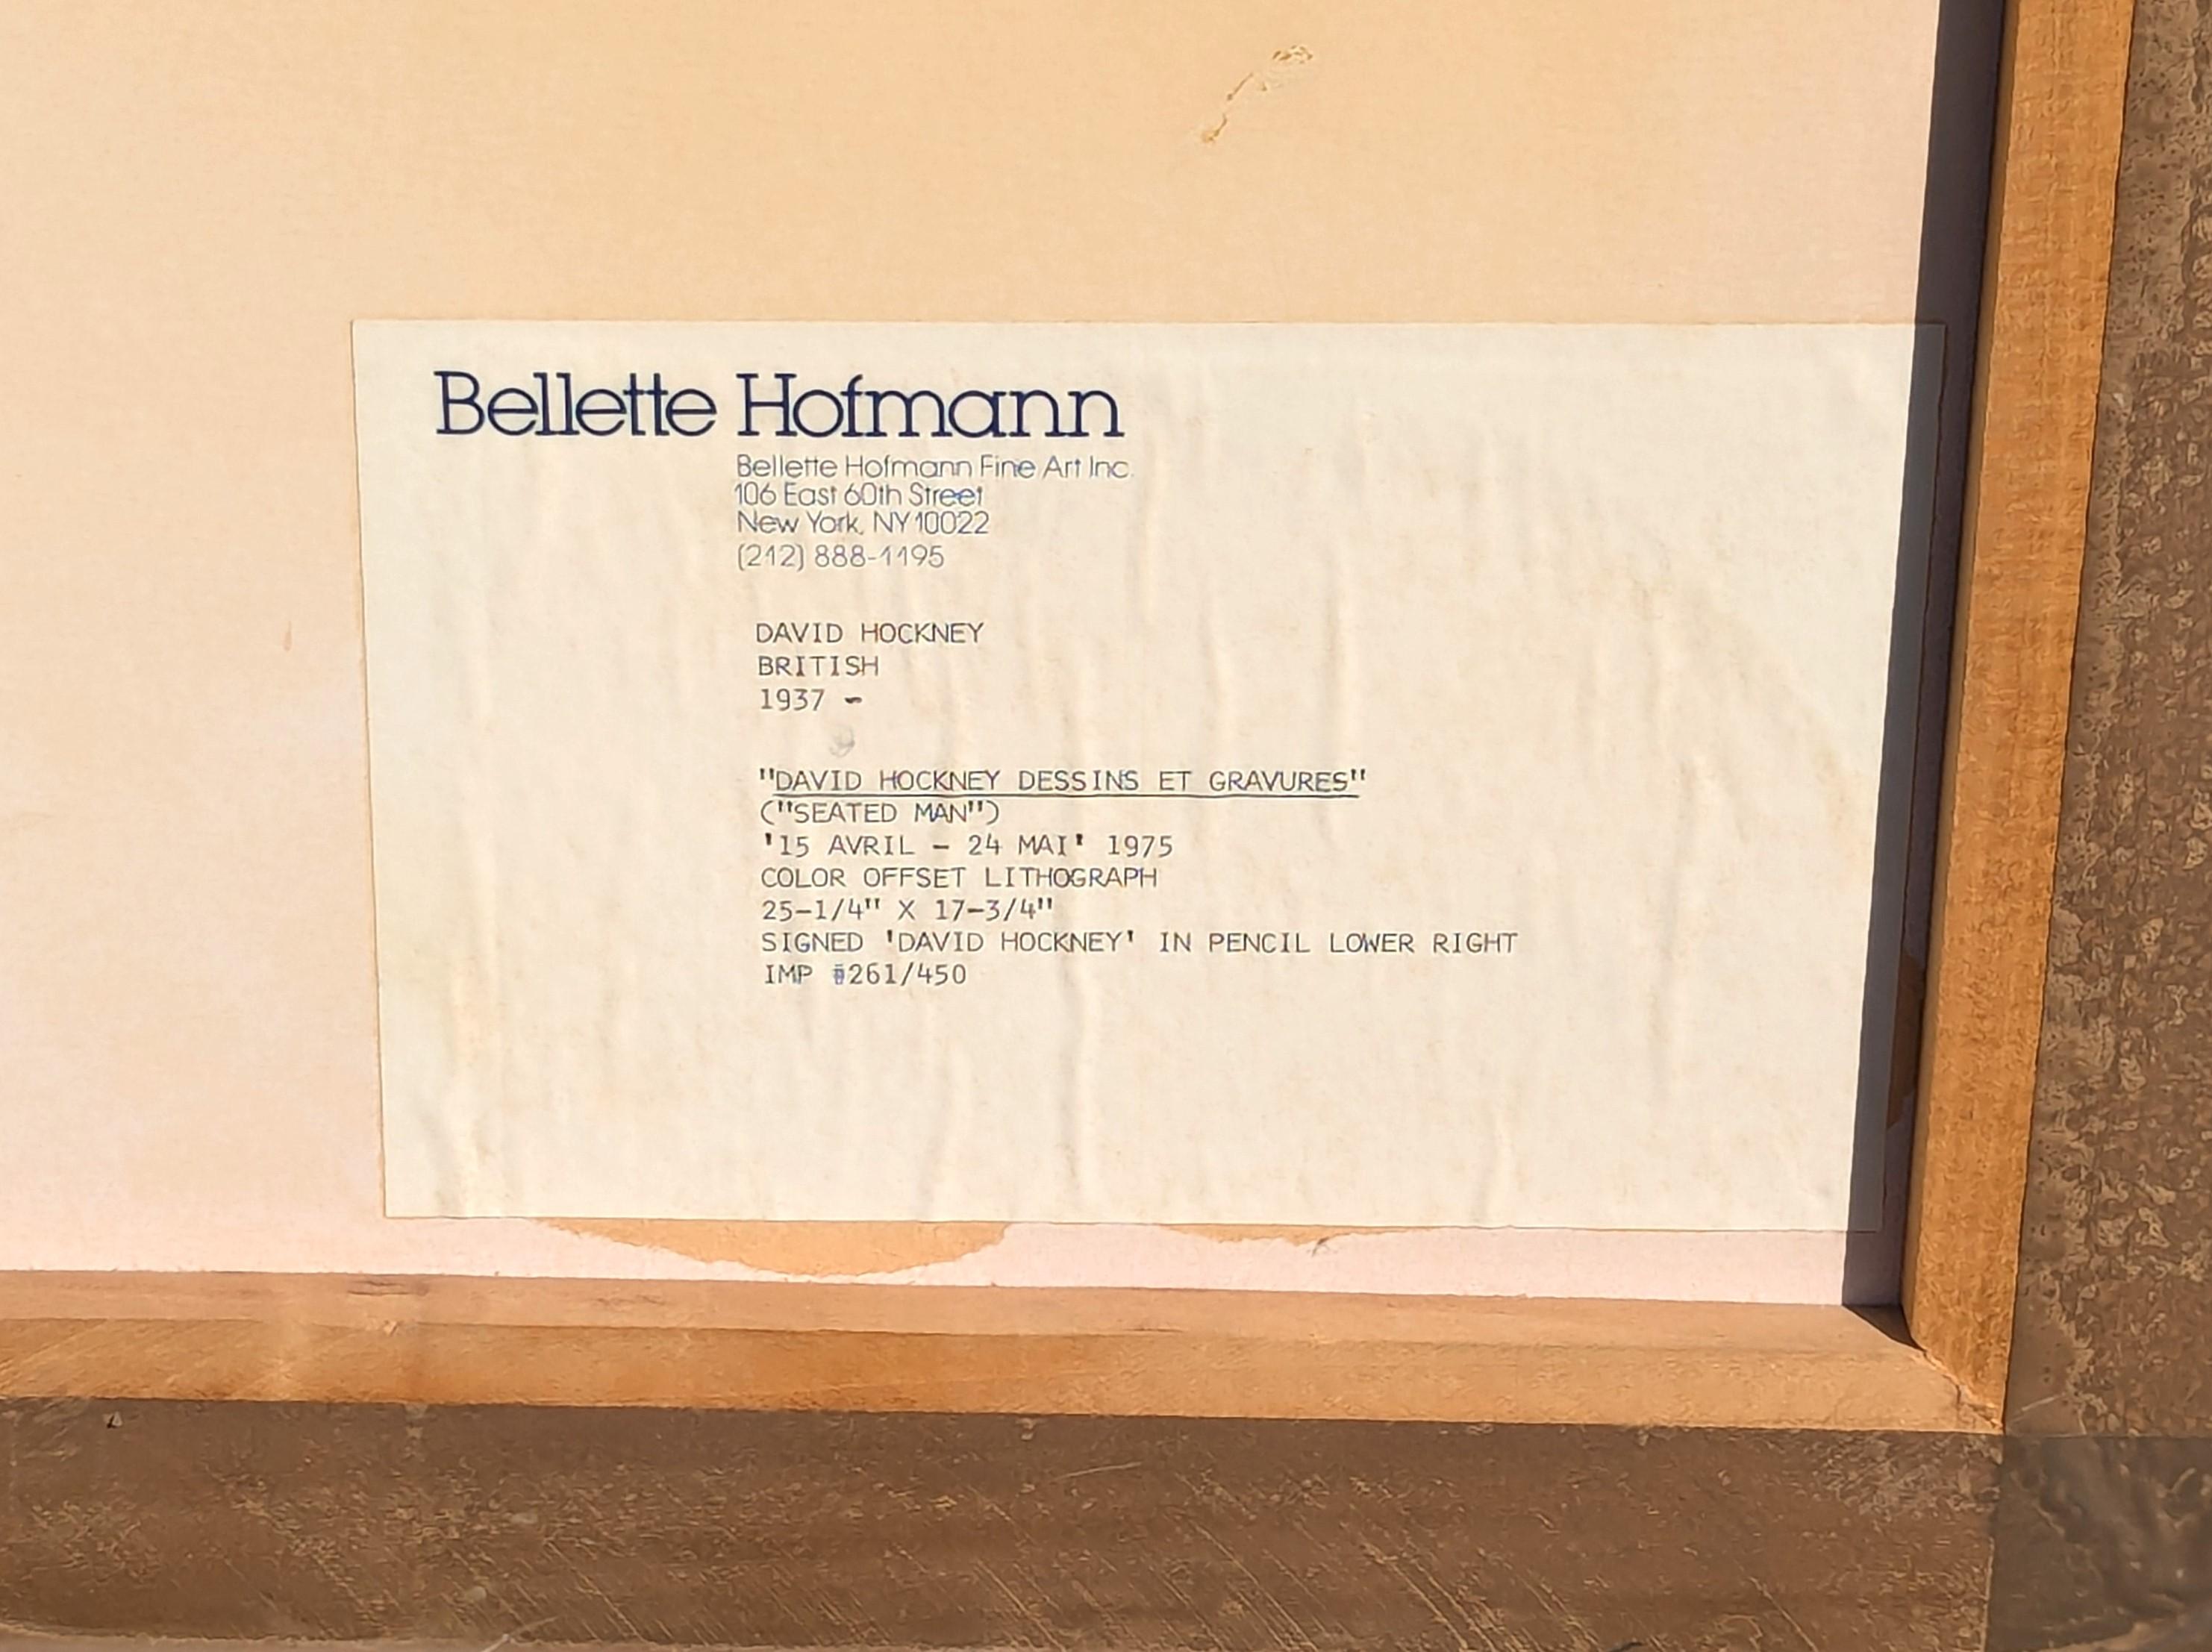 Bellette Hofmann
Bellette Hofmann Fine Art Inc.
106 East 60th Street
New York, NY 10022
(212) 888-1195
DAVID HOCKNEY
BRITISH
1937 -
"DAVID HOCKNEY DESSINS ET GRAVURES"
("SEATED MAN")
'15 AVRIL - 24 MAI' 1975
COLOR OFFSET LITHOGRAPH
25-1/4" X 17-3/4"
SIGNED 'DAVID HOCKNEY' IN PENCIL LOWER RIGHT
IMP #261/450